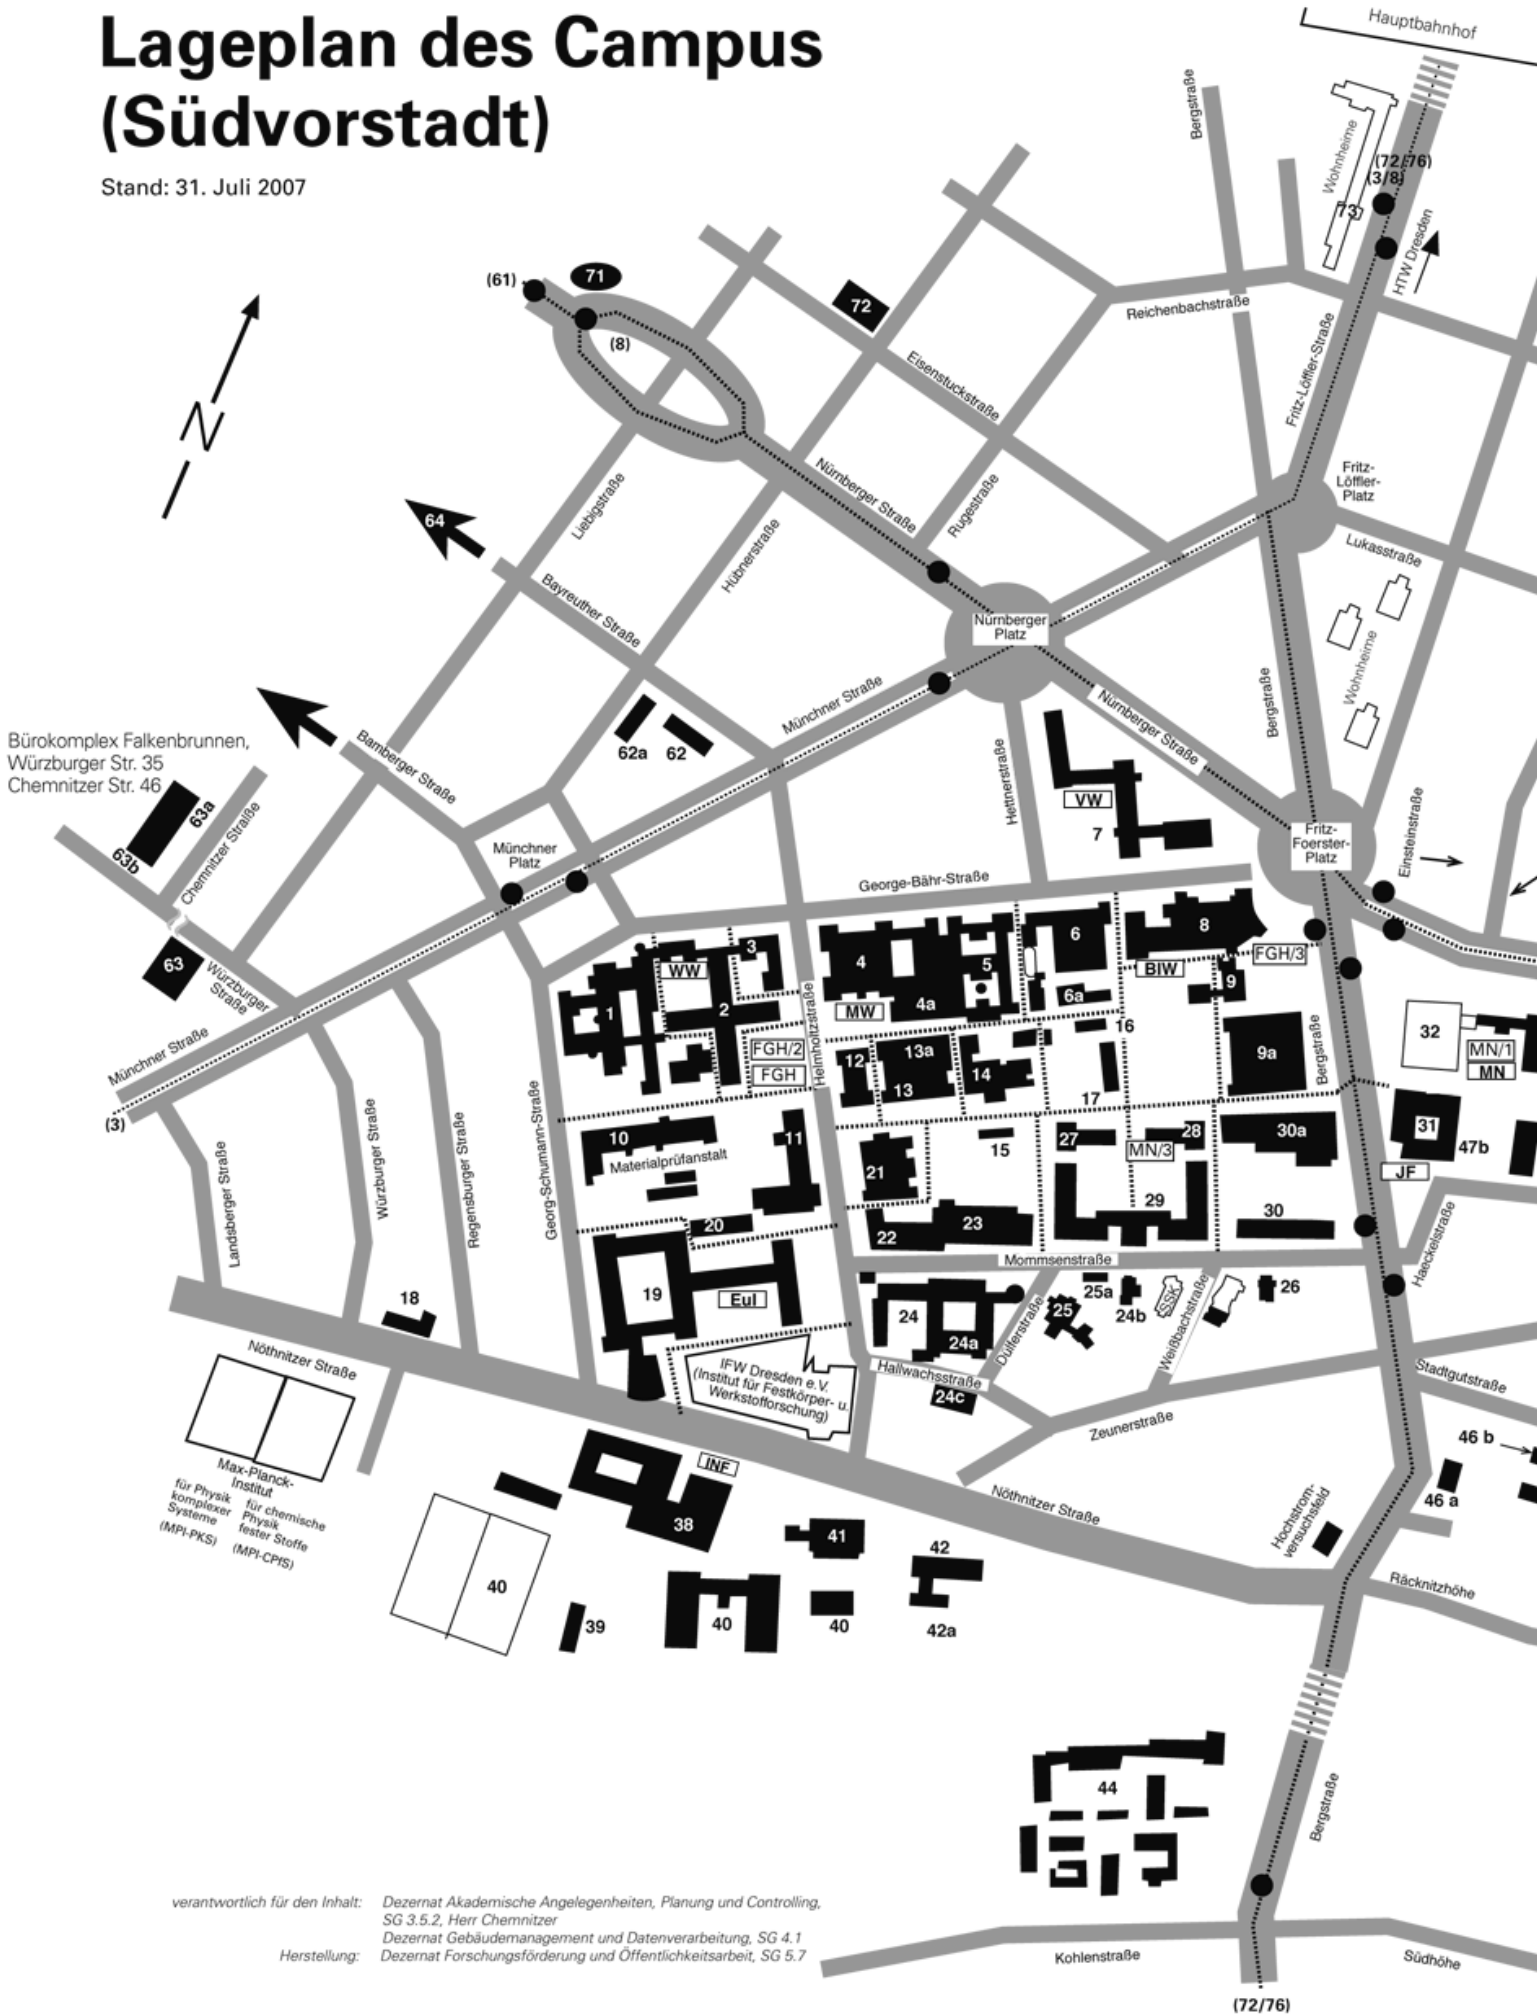 Lageplan des Campus
(Südvorstadt)
Stand: 31. Juli 2007
Hauptbahnhof
Bergstraße
Wohnheime
(72/76)
(3/8)
73
HTW Dresden
(61)
71
(8)
72
Reichenbachstraße
Eisenstuckstraße
Fritz-Löffler-Straße
Fritz-
Löffler-
Platz
Lukasstraße
N
64
Liebigstraße
Hübnerstraße
Nürnberger Straße
Rugestraße
Bayreuther Straße
Nürnberger
Platz
Wohnheime
Bergstraße
Münchner Straße
Nürnberger Straße
62a
62
Bürokomplex Falkenbrunnen,
Würzburger Str. 35
Chemnitzer Str. 46
Bamberger Straße
63a
63b
Chemnitzer Straße
Münchner
Platz
Hettnerstraße
VW
7
Fritz-
Foerster-
Platz
Einsteinstraße
George-Bähr-Straße
63
Würzburger
Straße
Münchner Straße
(3)
1
WW
3
2
FGH/2
FGH
Helmholtzstraße
4
5
4a
MW
6
6a
8
BIW
FGH/3
9
9a
16
12
13a
13
14
17
Bergstraße
32
MN/1
MN
31
47b
JF
Landsberger Straße
Würzburger Straße
Regensburger Straße
Georg-Schumann-Straße
10
Materialprüfanstalt
11
20
19
EuI
21
15
22
23
27
28
MN/3
29
30a
30
Mommsenstraße
Haeckelstraße
24
24a
25
25a
24b
SSK
26
Dülferstraße
Weißbachstraße
Hallwachsstraße
24c
Zeunerstraße
Stadtgutstraße
18
Nöthnitzer Straße
IFW Dresden e.V.
(Institut für Festkörper- u.
Werkstofforschung)
Max-Planck-
Institut
für Physik
komplexer
Systeme
(MPI-PKS)
für chemische
Physik
fester Stoffe
(MPI-CPfS)
INF
38
41
42
42a
40
39
40
40
Nöthnitzer Straße
Hochstrom-
versuchsfeld
46 b
46 a
Räcknitzhöhe
44
Bergstraße
Kohlenstraße
Südhöhe
(72/76)
verantwortlich für den Inhalt: Dezernat Akademische Angelegenheiten, Planung und Controlling,
SG 3.5.2, Herr Chemnitzer
Dezernat Gebäudemanagement und Datenverarbeitung, SG 4.1
Herstellung: Dezernat Forschungsförderung und Öffentlichkeitsarbeit, SG 5.7